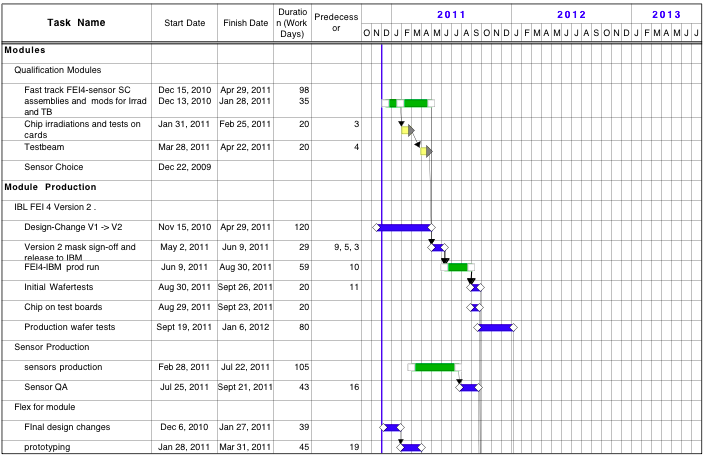 2011 2012 2013
Task Name Start Date Finish Date Duratio n (Work Days) Predecess or O N D F M A M J J A S O N D F M A M J J A S O N D F M A M J J
Modules
Qualification Modules
Fast track FEI4-sensor SC Dec 15, 2010 Apr 29, 2011 98
assemblies and mods for Irrad Dec 13, 2010 Jan 28, 2011 35
and TB
Chip irradiations and tests on Jan 31, 2011 Feb 25, 2011 20 3
cards
Testbeam Mar 28, 2011 Apr 22, 2011 20 4
Sensor Choice Dec 22, 2009
Module Production
IBL FEI 4 Version 2 .
Design-Change V1 -> V2 Nov 15, 2010 Apr 29, 2011 120
Version 2 mask sign-off and May 2, 2011 Jun 9, 2011 29 9, 5, 3
release to IBM
FEI4-IBM prod run Jun 9, 2011 Aug 30, 2011 59 10
Initial Wafertests Aug 30, 2011 Sept 26, 2011 20 11
Chip on test boards Aug 29, 2011 Sept 23, 2011 20
Production wafer tests Sept 19, 2011 Jan 6, 2012 80
Sensor Production
sensors production Feb 28, 2011 Jul 22, 2011 105
Sensor QA Jul 25, 2011 Sept 21, 2011 43 16
Flex for module
FInal design changes Dec 6, 2010 Jan 27, 2011 39
prototyping Jan 28, 2011 Mar 31, 2011 45 19